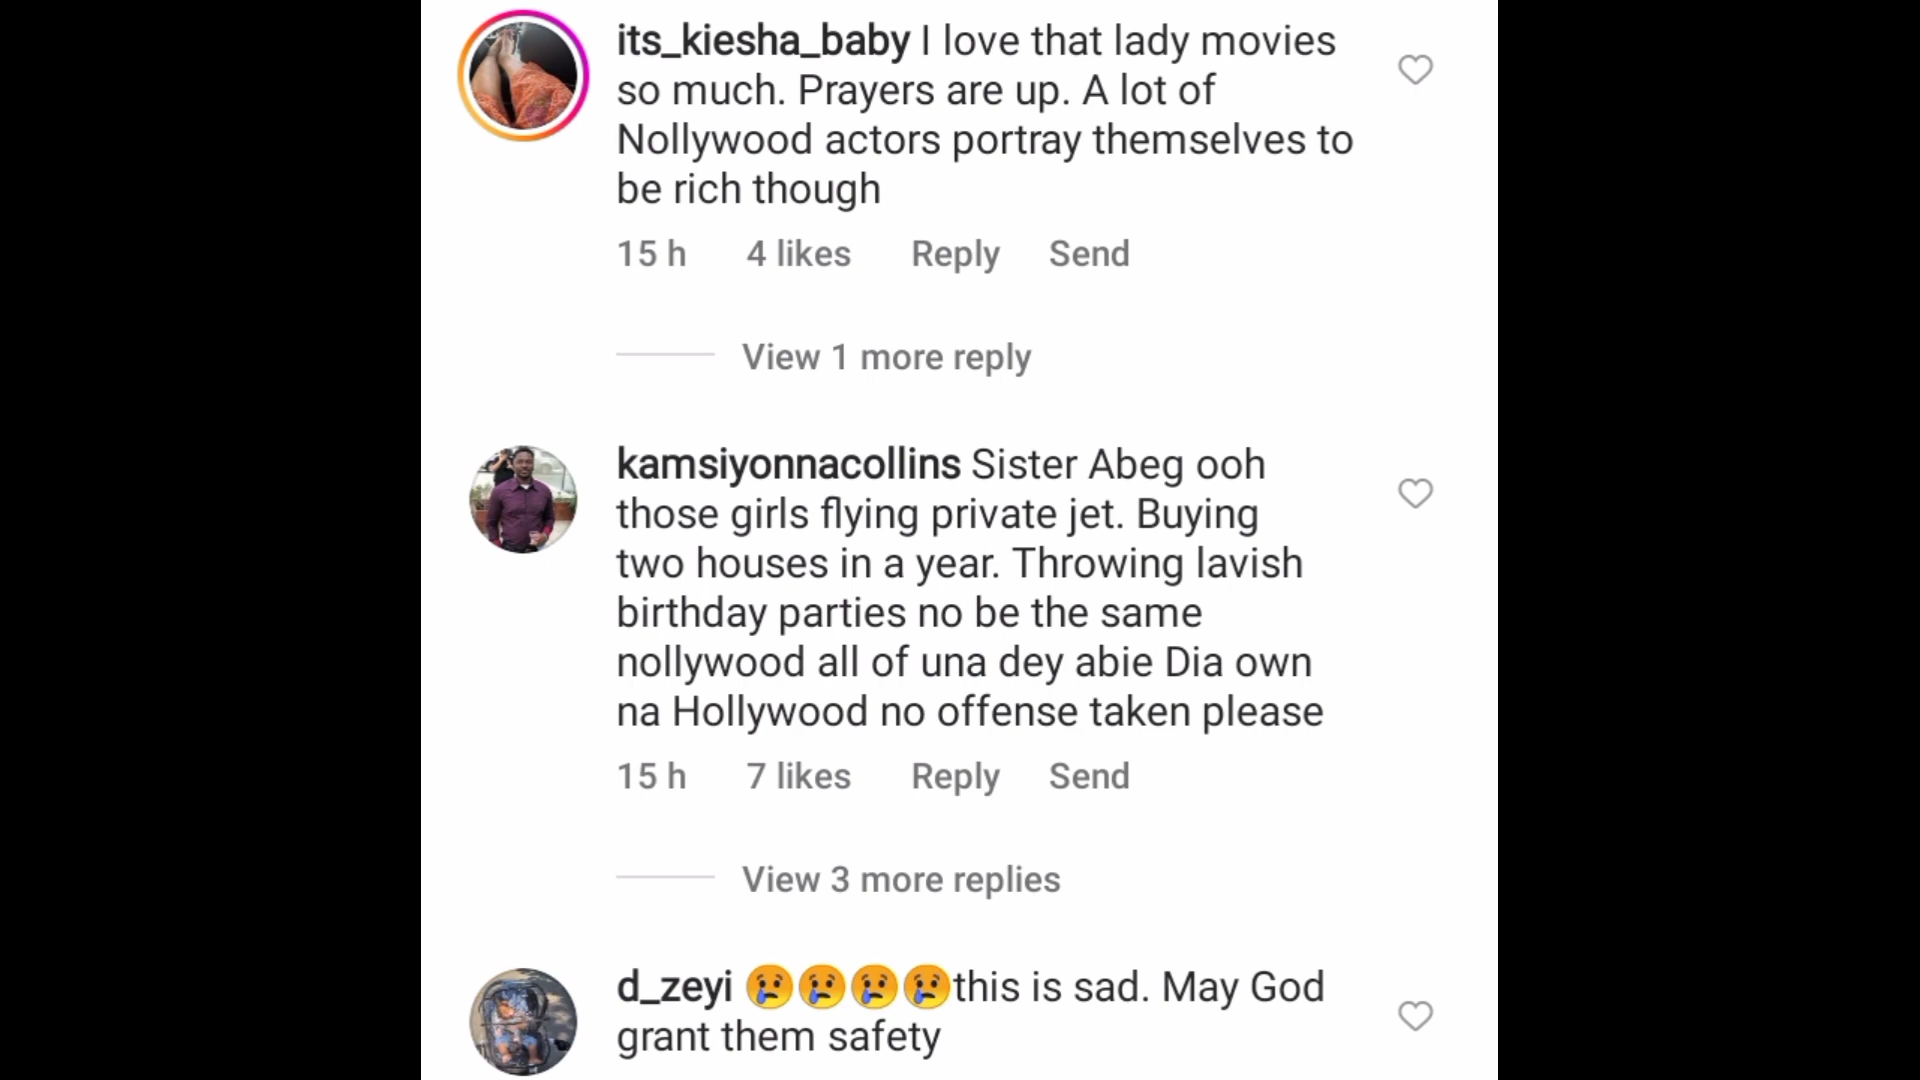 its_kiesha_baby I love that lady movies
so much. Prayers are up. A lot of
Nollywood actors portray themselves to
be rich though
15 h 4 likes Reply Send
View 1 more reply
kamsiyonnacollins Sister Abeg ooh
those girls flying private jet. Buying
two houses in a year. Throwing lavish
birthday parties no be the same
nollywood all of una dey abie Dia own
na Hollywood no offense taken please
15 h 7 likes Reply Send
View 3 more replies
d_zeyi 😢😢😢😢this is sad. May God
grant them safety